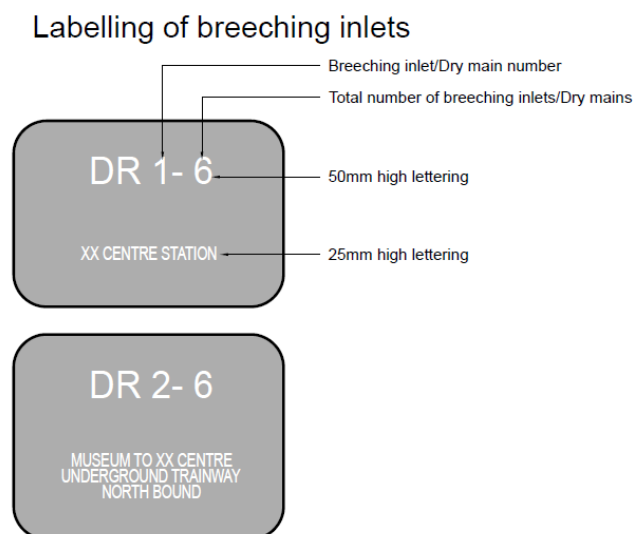 Labelling of breeching inlets
Breeching inlet/Dry main number
Total number of breeching inlets/Dry mains
DR 1- 6
50mm high lettering
XX CENTRE STATION
25mm high lettering
DR 2- 6
MUSEUM TO XX CENTRE
UNDERGROUND TRAINWAY
NORTH BOUND